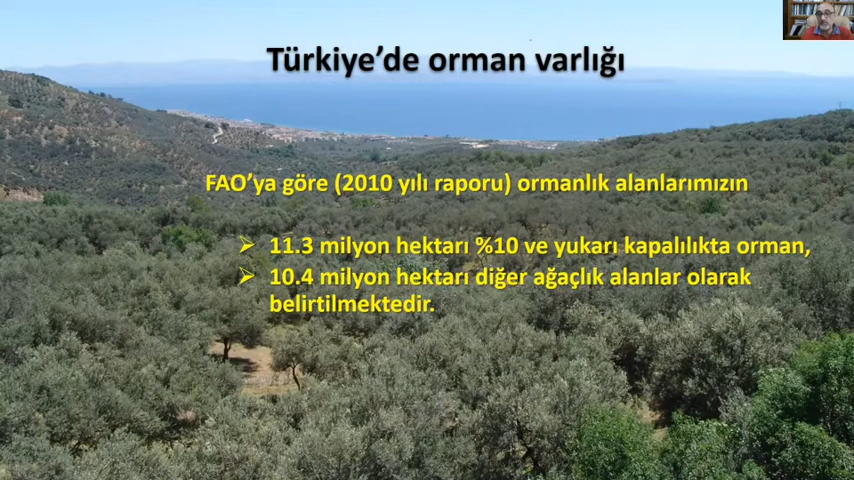 Türkiye’de orman varlığı
FAO’ya göre (2010 yılı raporu) ormanlık alanlarımızın
➢ 11.3 milyon hektarı %10 ve yukarı kapalılıkta orman,
➢ 10.4 milyon hektarı diğer ağaçlık alanlar olarak
belirtilmektedir.